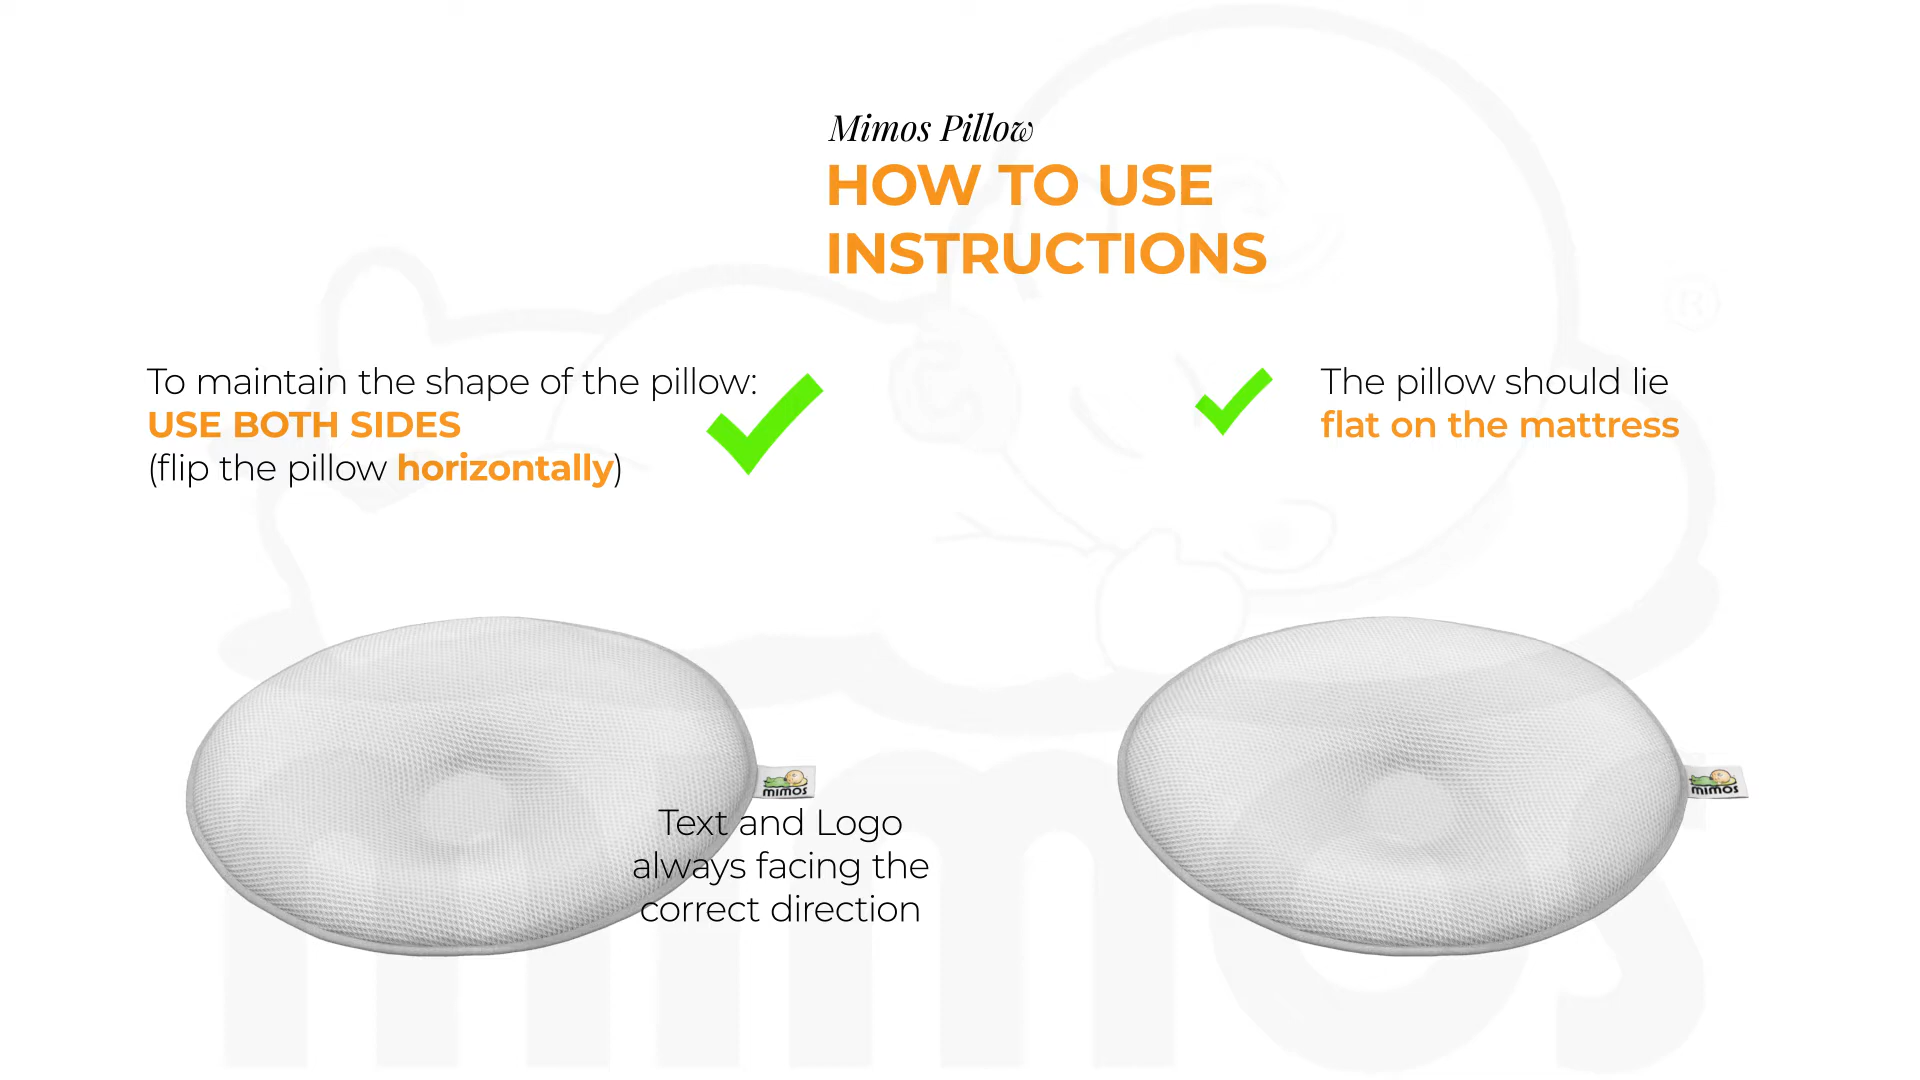 Mimos Pillow
HOW TO USE
INSTRUCTIONS
®
To maintain the shape of the pillow:
USE BOTH SIDES
(flip the pillow horizontally)
The pillow should lie
flat on the mattress
mimos
Text and Logo
always facing the
correct direction
mimos
mimos